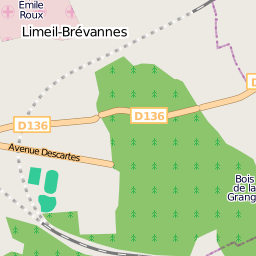 Emile
Roux
Limeil-Brévannes
D136
D136
D
Avenue Descartes
Bois
de la
Grang